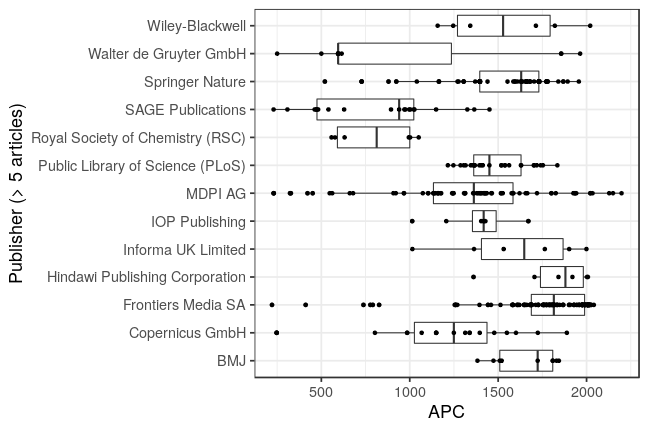 Publisher (> 5 articles)
Wiley-Blackwell
Walter de Gruyter GmbH
Springer Nature
SAGE Publications
Royal Society of Chemistry (RSC)
Public Library of Science (PLoS)
MDPI AG
IOP Publishing
Informa UK Limited
Hindawi Publishing Corporation
Frontiers Media SA
Copernicus GmbH
BMJ
500 1000 1500 2000
APC